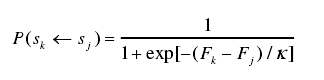 P(s_k ← s_j) = 1 / (1 + exp[-(F_k − F_j) / κ])